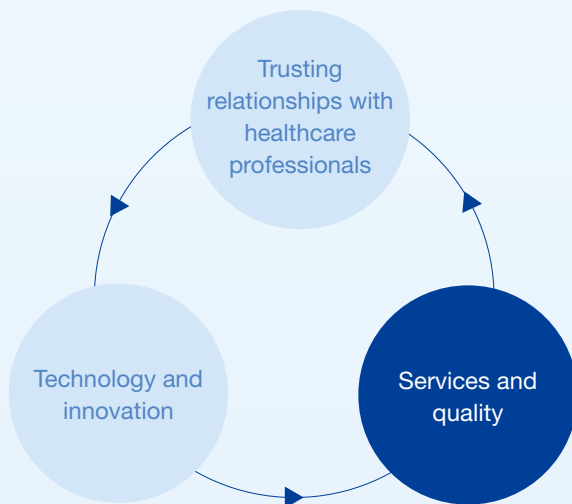 Trusting
relationships with
healthcare
professionals
Technology and
innovation
Services and
quality